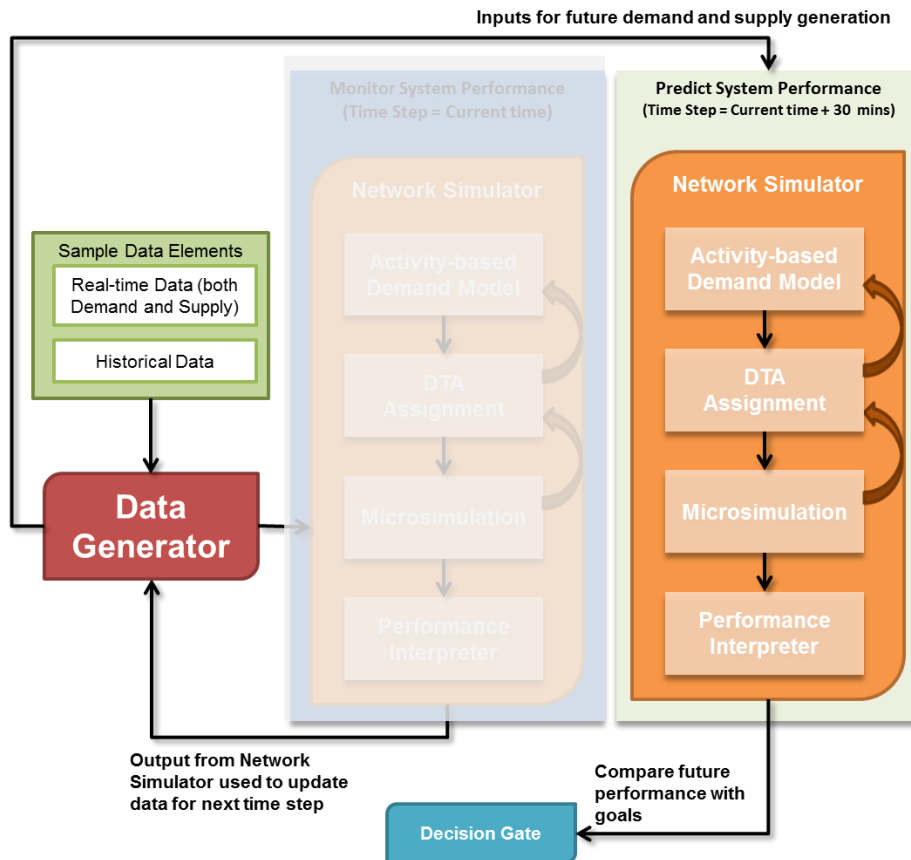 Inputs for future demand and supply generation
Monitor System Performance
(Time Step = Current time)
Network Simulator
Activity-based
Demand Model
DTA
Assignment
Microsimulation
Performance
Interpreter
Predict System Performance
(Time Step = Current time + 30 mins)
Network Simulator
Activity-based
Demand Model
DTA
Assignment
Microsimulation
Performance
Interpreter
Sample Data Elements
Real-time Data (both
Demand and Supply)
Historical Data
Data
Generator
Output from Network
Simulator used to update
data for next time step
Compare future
performance with
goals
Decision Gate